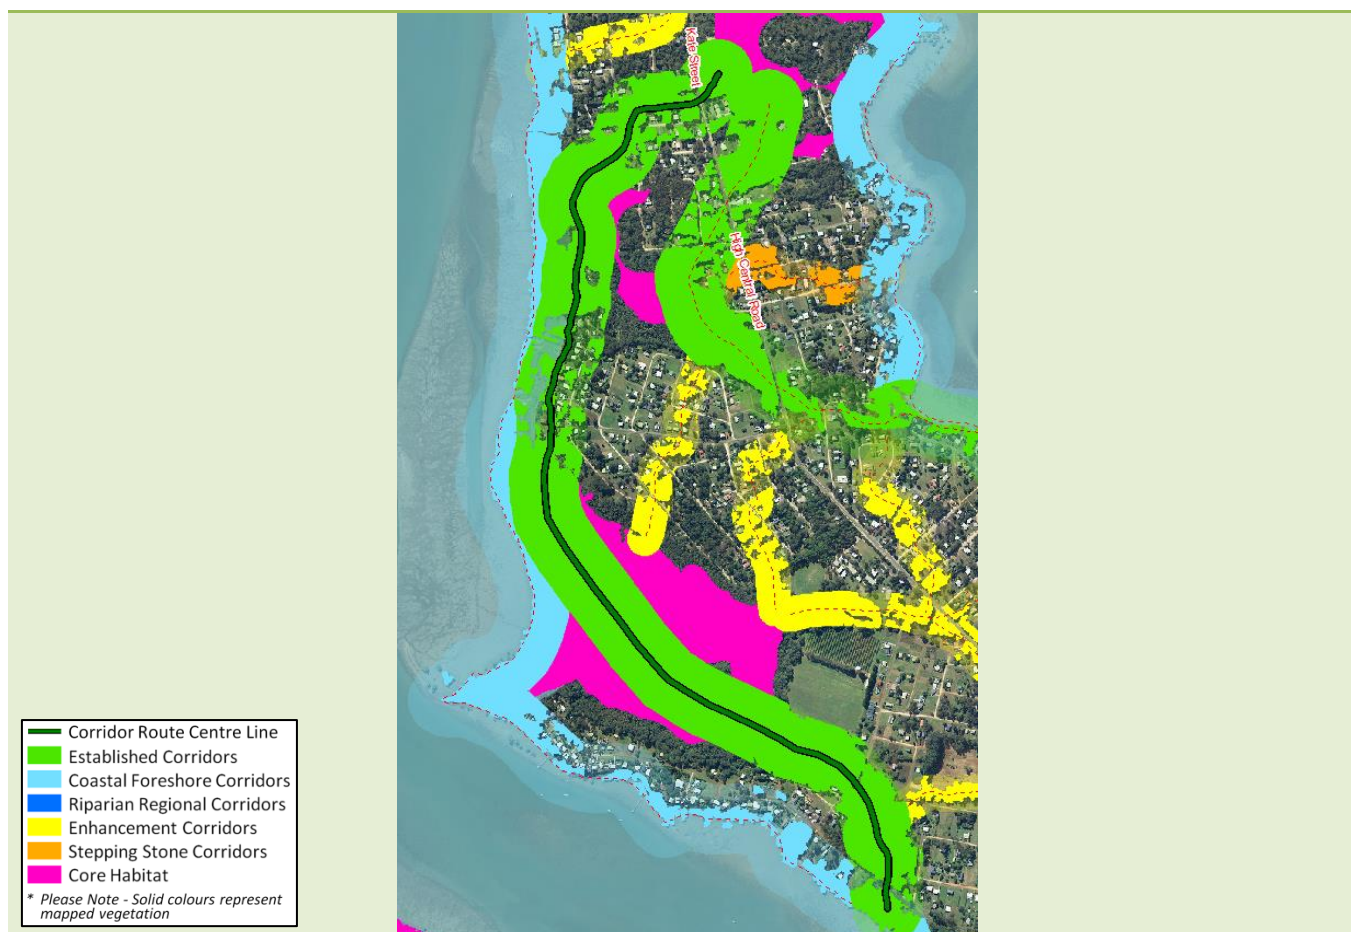 Kate Street
High Central Road
Corridor Route Centre Line
Established Corridors
Coastal Foreshore Corridors
Riparian Regional Corridors
Enhancement Corridors
Stepping Stone Corridors
Core Habitat
* Please Note - Solid colours represent
mapped vegetation